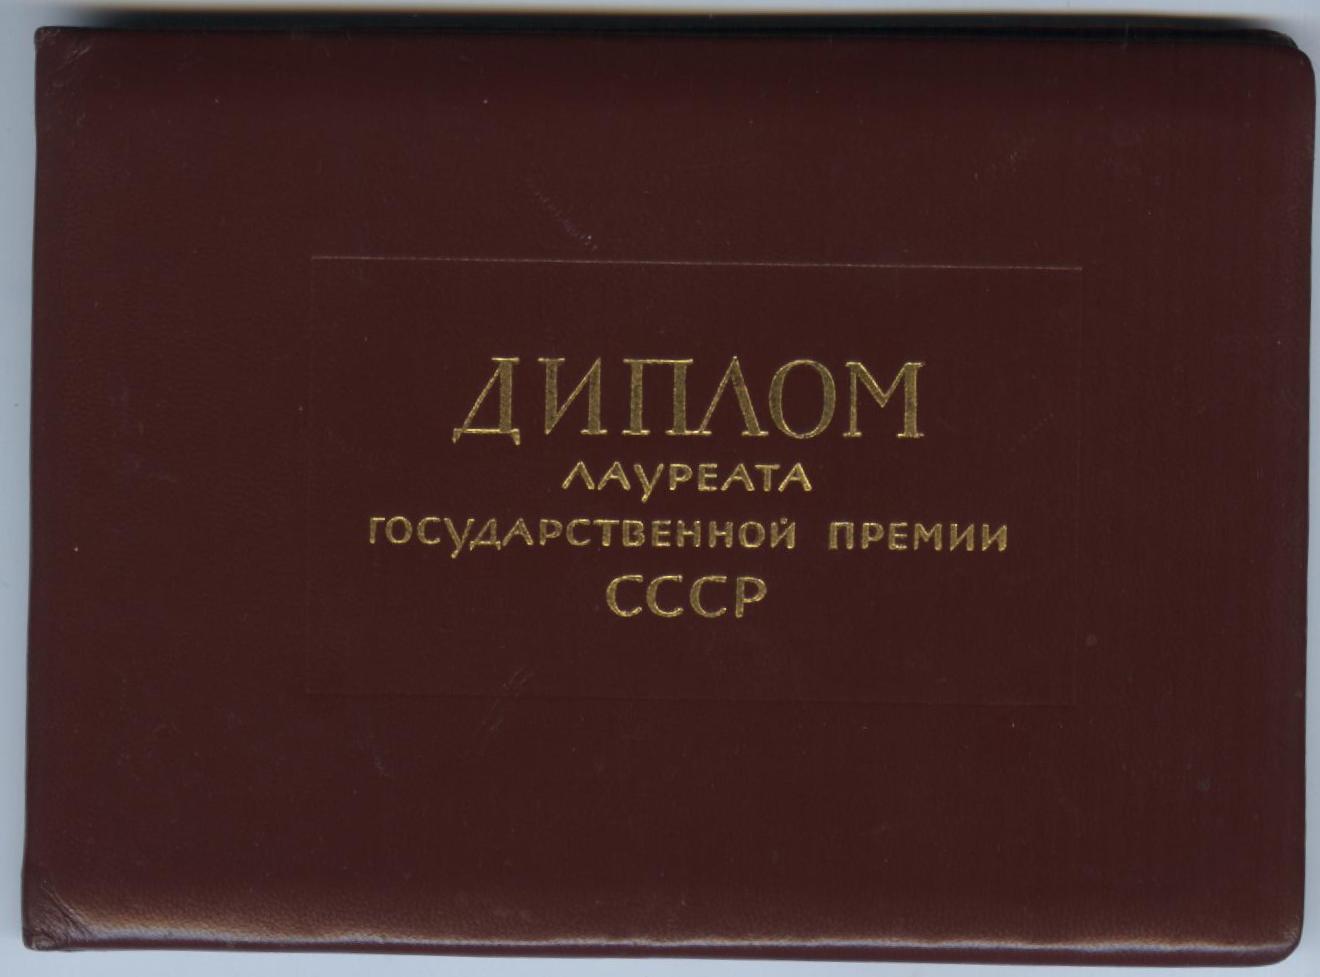 ДИПЛОМ
ЛАУРЕАТА
ГОСУДАРСТВЕННОЙ ПРЕМИИ
СССР